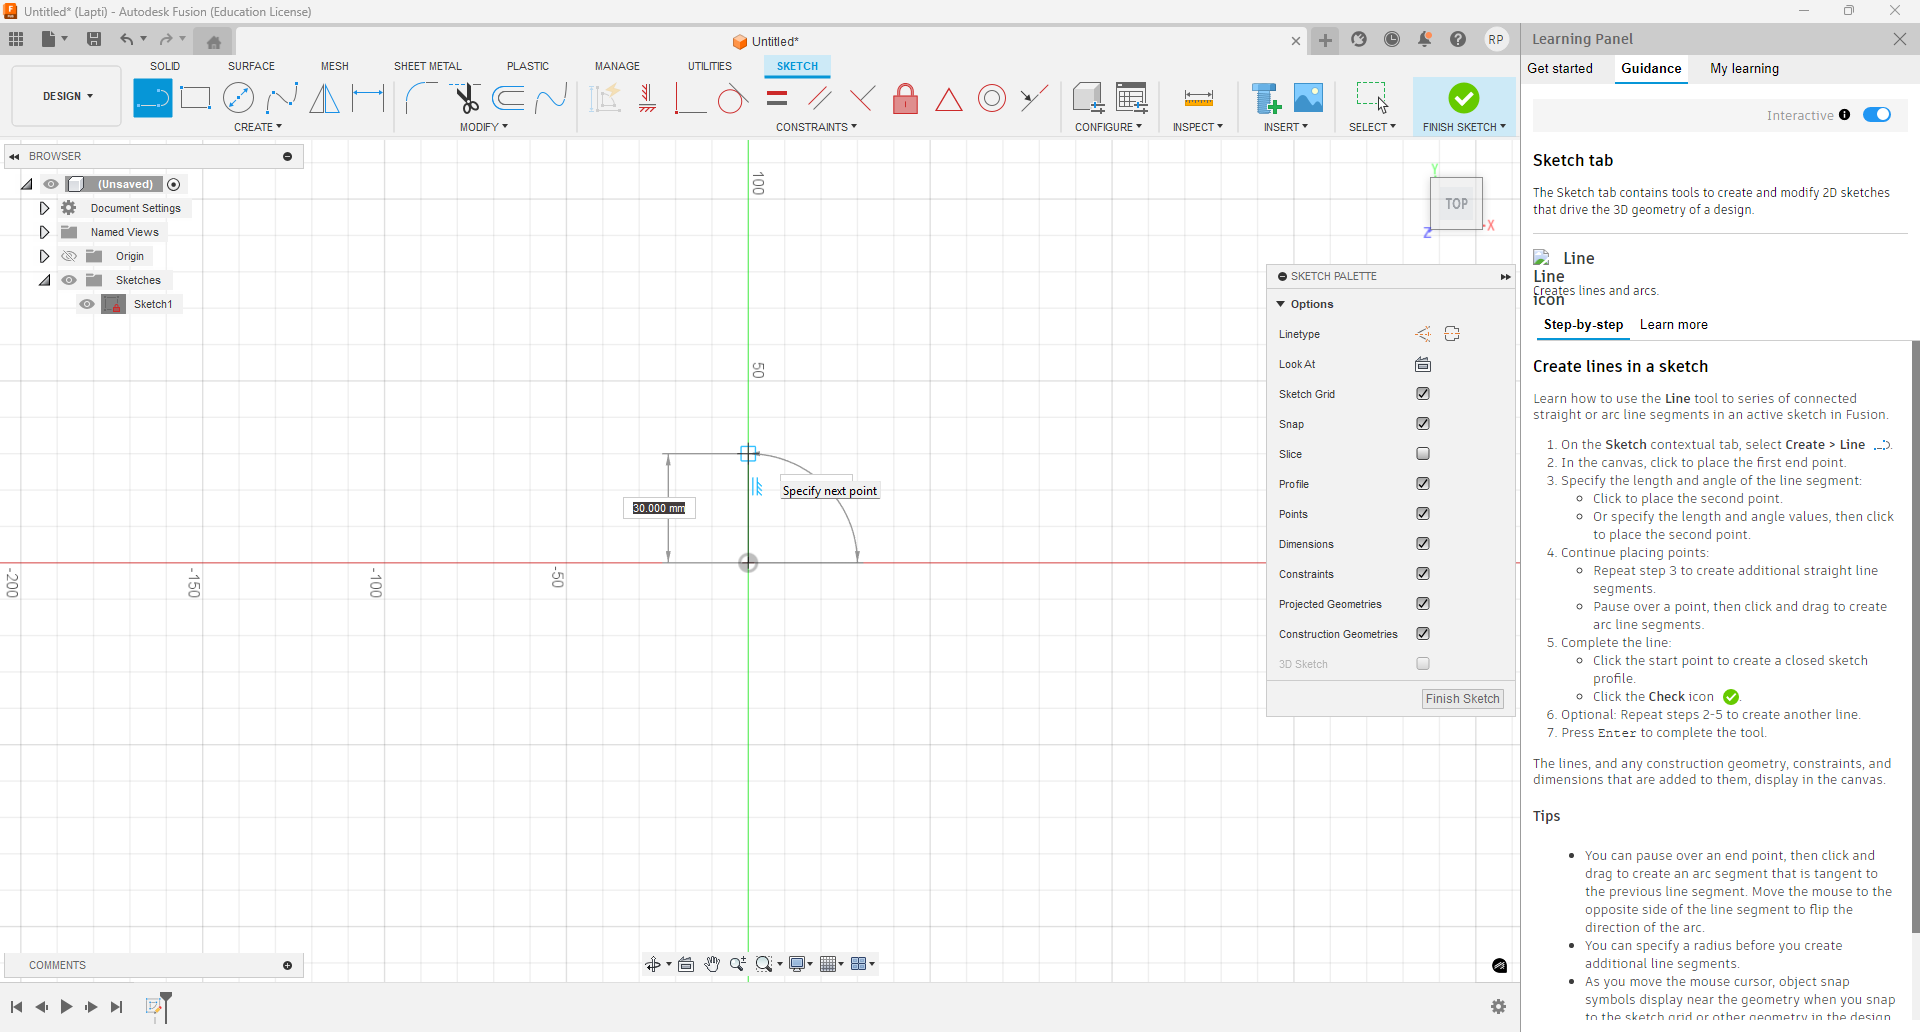 Untitled* (Lapti) - Autodesk Fusion (Education License)
Untitled*
RP
SOLID SURFACE MESH SHEET METAL PLASTIC MANAGE UTILITIES SKETCH
DESIGN
CREATE MODIFY CONSTRAINTS CONFIGURE INSPECT INSERT SELECT FINISH SKETCH
BROWSER
(Unsaved)
Document Settings
Named Views
Origin
Sketches
Sketch1
100
50
-50
-100
-150
-200
30.000 mm
Specify next point
TOP
Y
X
Z
SKETCH PALETTE
Options
Linetype
Look At
Sketch Grid
Snap
Slice
Profile
Points
Dimensions
Constraints
Projected Geometries
Construction Geometries
3D Sketch
Finish Sketch
COMMENTS
Learning Panel
Get started Guidance My learning
Interactive
Sketch tab
The Sketch tab contains tools to create and modify 2D sketches
that drive the 3D geometry of a design.
Line
Line
icon
Creates lines and arcs.
Step-by-step Learn more
Create lines in a sketch
Learn how to use the Line tool to series of connected
straight or arc line segments in an active sketch in Fusion.
1. On the Sketch contextual tab, select Create > Line .
2. In the canvas, click to place the first end point.
3. Specify the length and angle of the line segment:
Click to place the second point.
Or specify the length and angle values, then click
to place the second point.
4. Continue placing points:
Repeat step 3 to create additional straight line
segments.
Pause over a point, then click and drag to create
arc line segments.
5. Complete the line:
Click the start point to create a closed sketch
profile.
Click the Check icon .
6. Optional: Repeat steps 2-5 to create another line.
7. Press Enter to complete the tool.
The lines, and any construction geometry, constraints, and
dimensions that are added to them, display in the canvas.
Tips
You can pause over an end point, then click and
drag to create an arc segment that is tangent to
the previous line segment. Move the mouse to the
opposite side of the line segment to flip the
direction of the arc.
You can specify a radius before you create
additional line segments.
As you move the mouse cursor, object snap
symbols display near the geometry when you snap
to the sketch grid or other geometry in the design